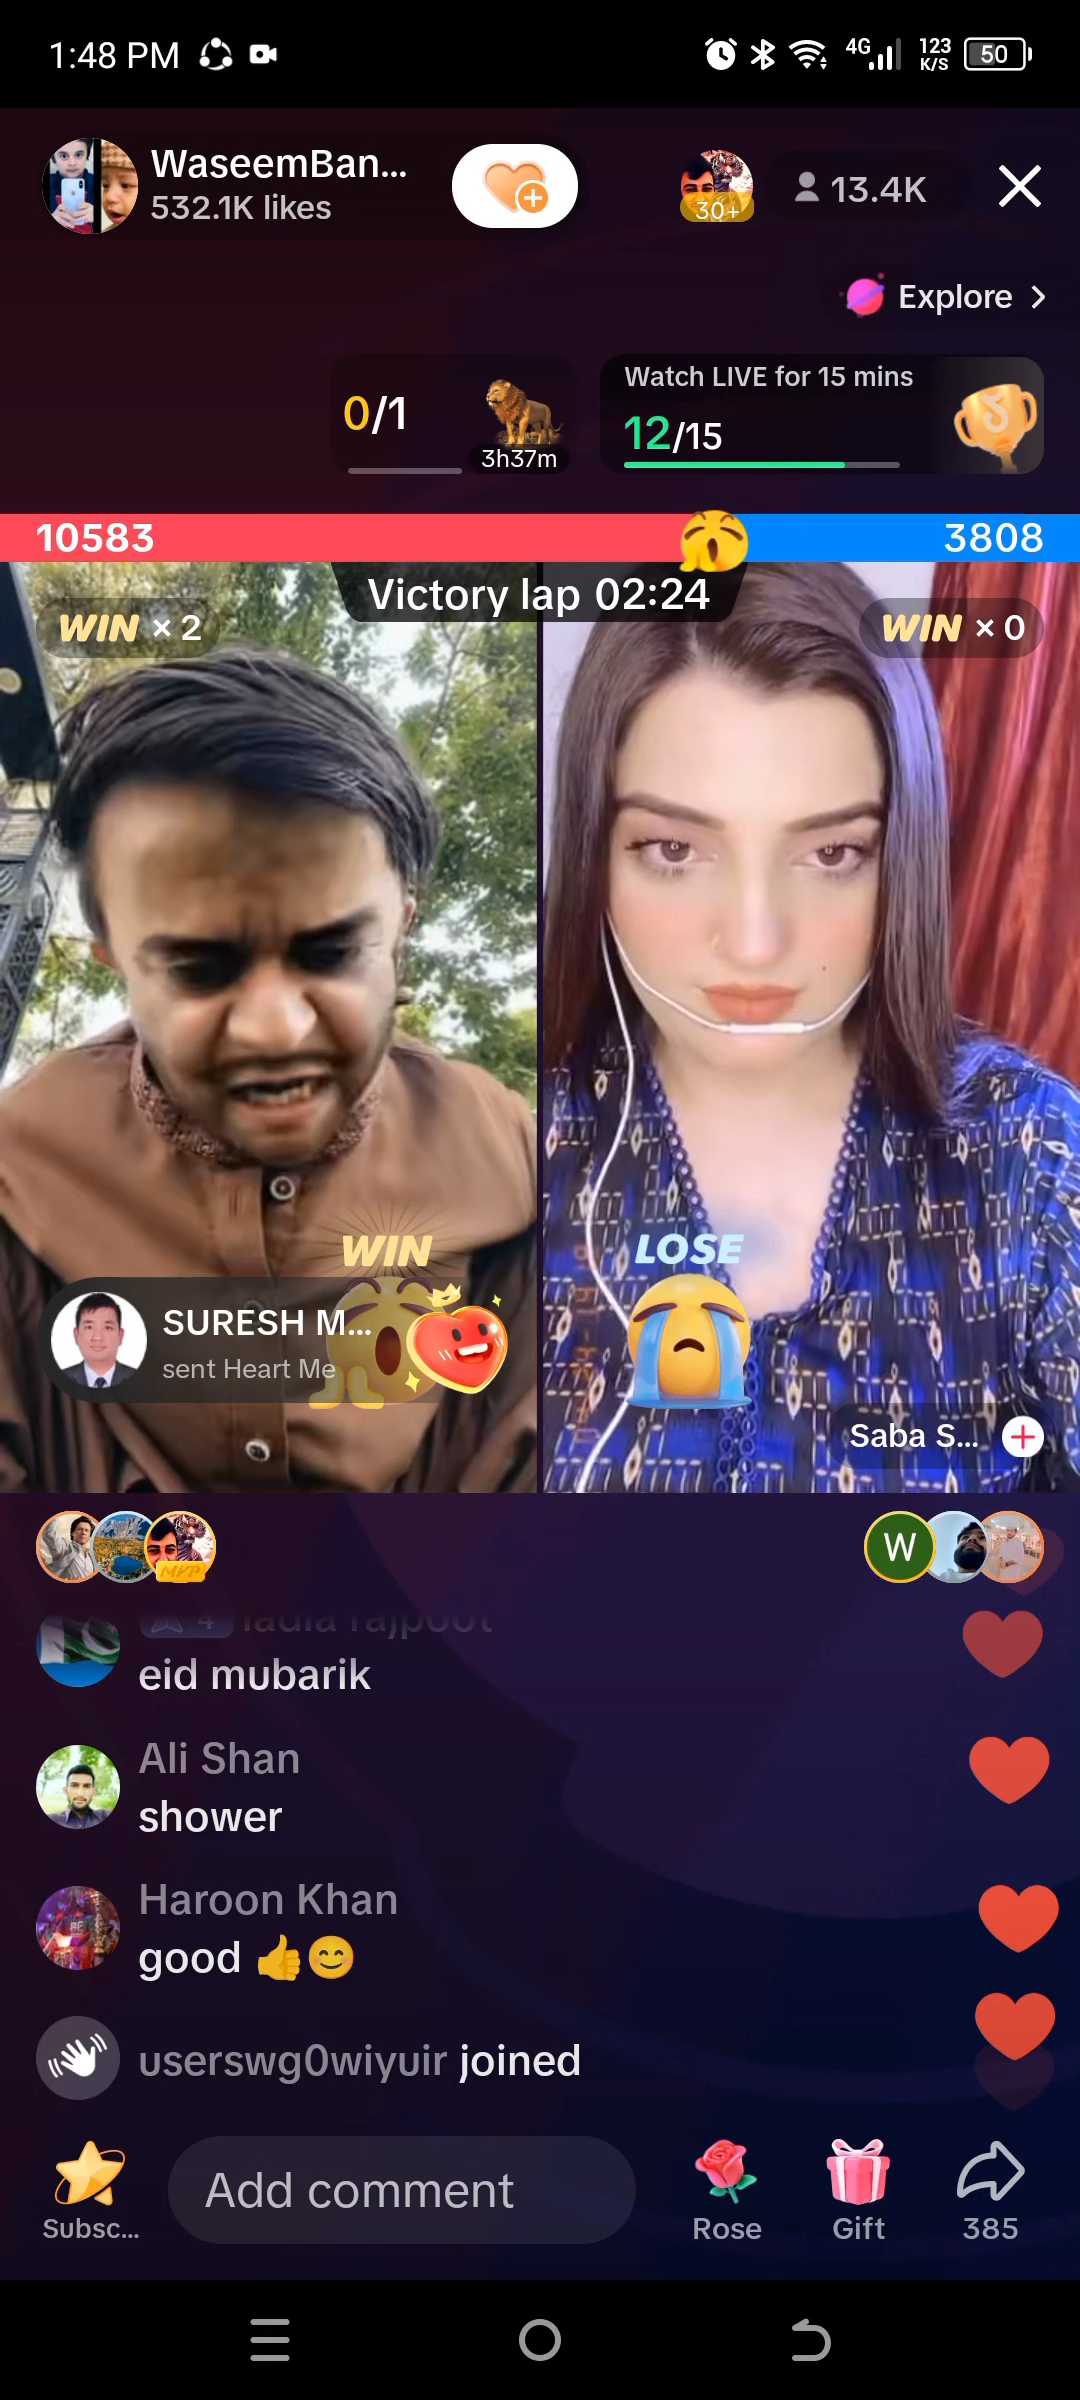 1:48 PM
4G
123
K/S
50
WaseemBan...
532.1K likes
30+
13.4K
Explore
0/1
3h37m
Watch LIVE for 15 mins
12/15
10583
3808
Victory lap 02:24
WIN × 2
WIN × 0
WIN
LOSE
SURESH M...
sent Heart Me
Saba S...
MVP
W
4
rajpoot
eid mubarik
Ali Shan
shower
Haroon Khan
good 👍😊
userswg0wiyuir joined
Subsc...
Add comment
Rose
Gift
385